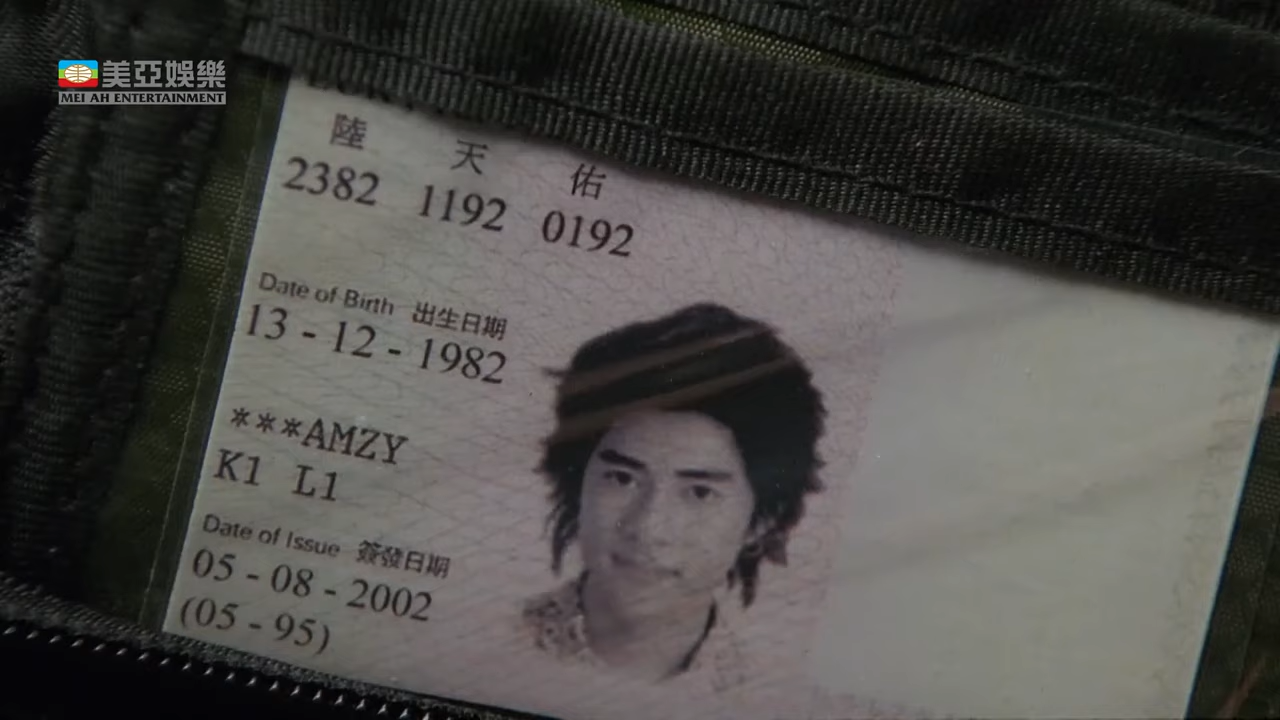 美亞娛樂
MEI AH ENTERTAINMENT
陸 天 佑
2382 1192 0192
Date of Birth 出生日期
13 - 12 - 1982
***AMZY
K1 L1
Date of Issue 簽發日期
05 - 08 - 2002
(05 - 95)